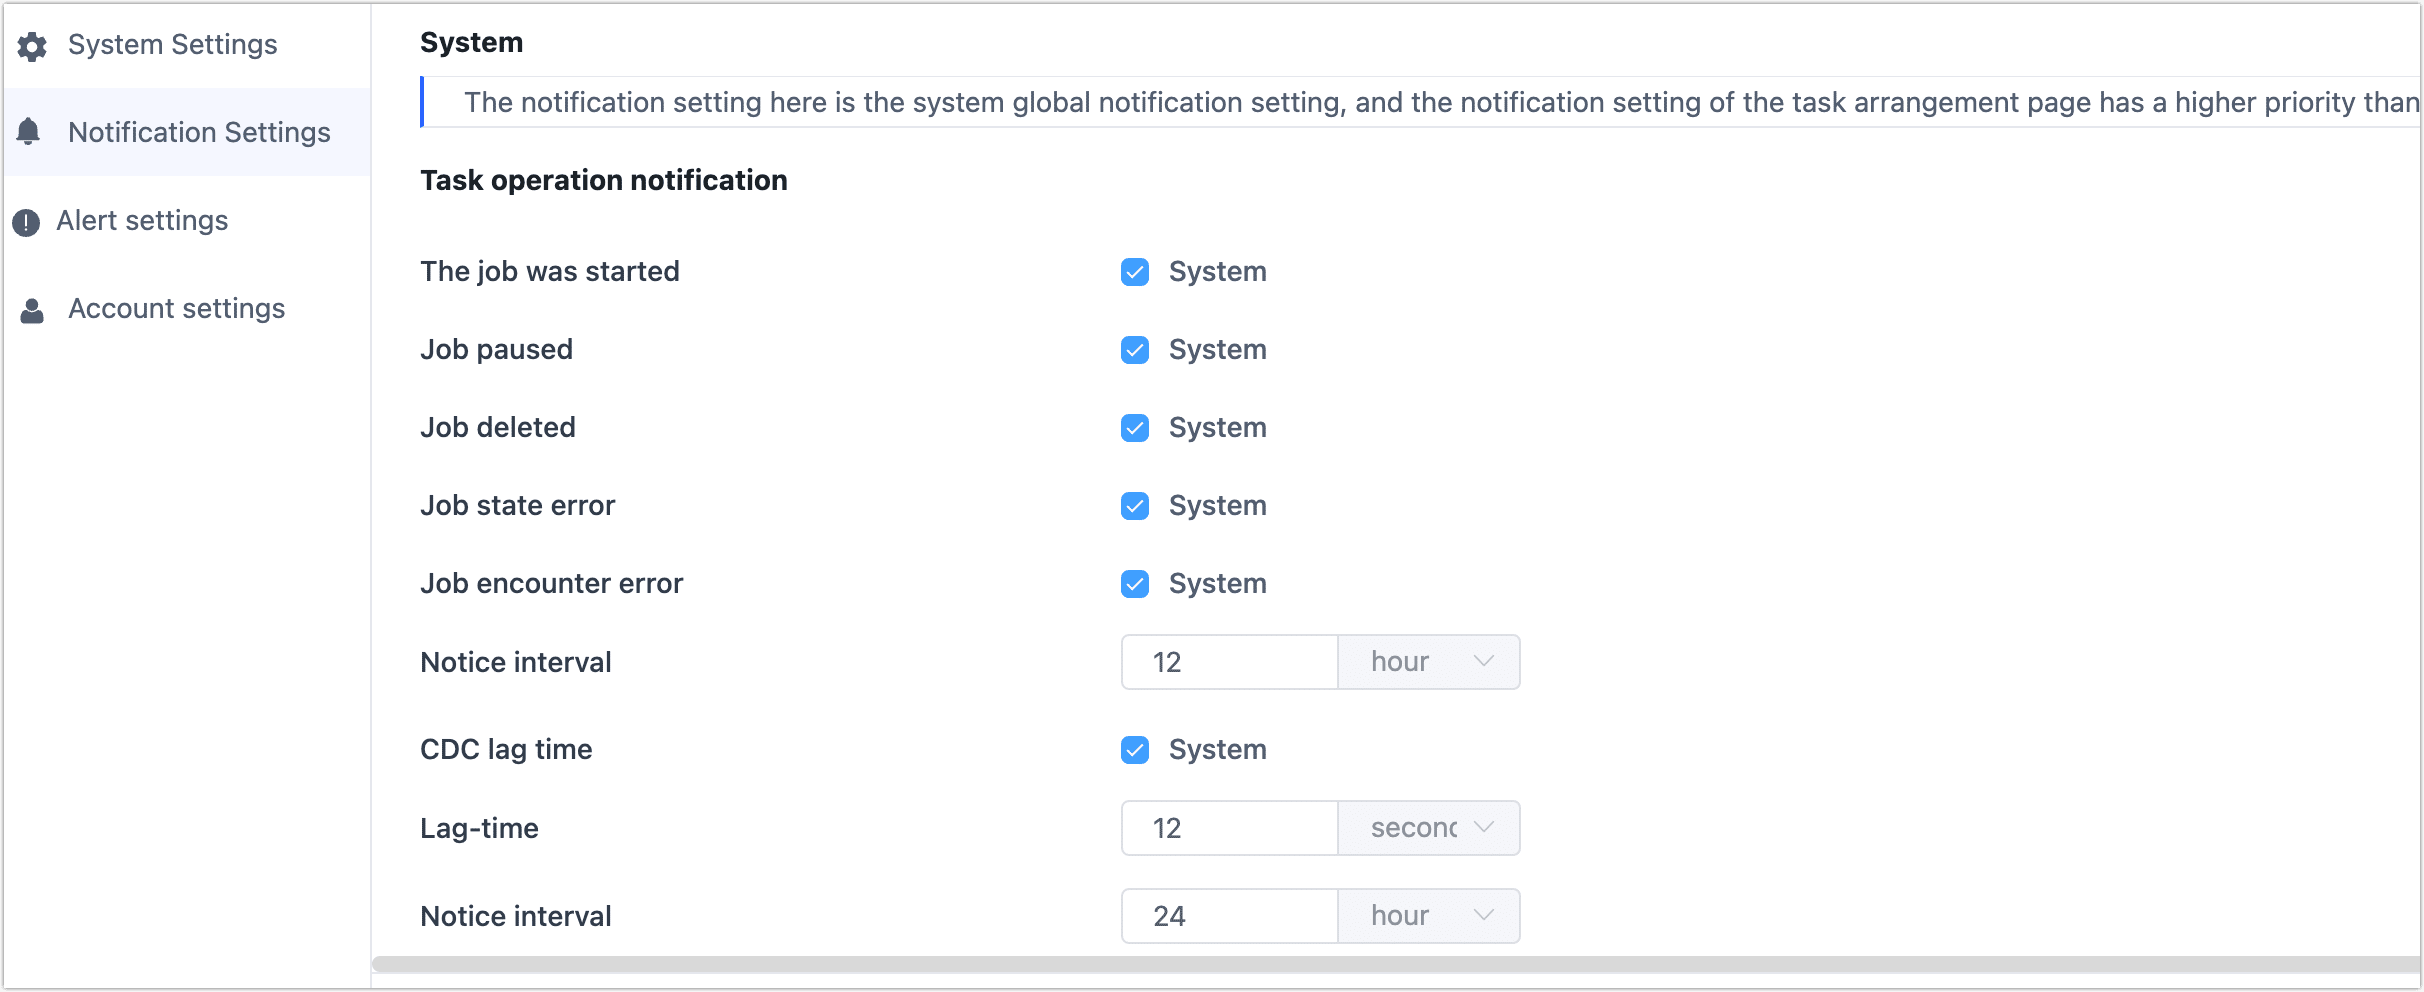 System Settings
Notification Settings
Alert settings
Account settings
System
The notification setting here is the system global notification setting, and the notification setting of the task arrangement page has a higher priority than
Task operation notification
The job was started System
Job paused System
Job deleted System
Job state error System
Job encounter error System
Notice interval 12 hour
CDC lag time System
Lag-time 12 second
Notice interval 24 hour